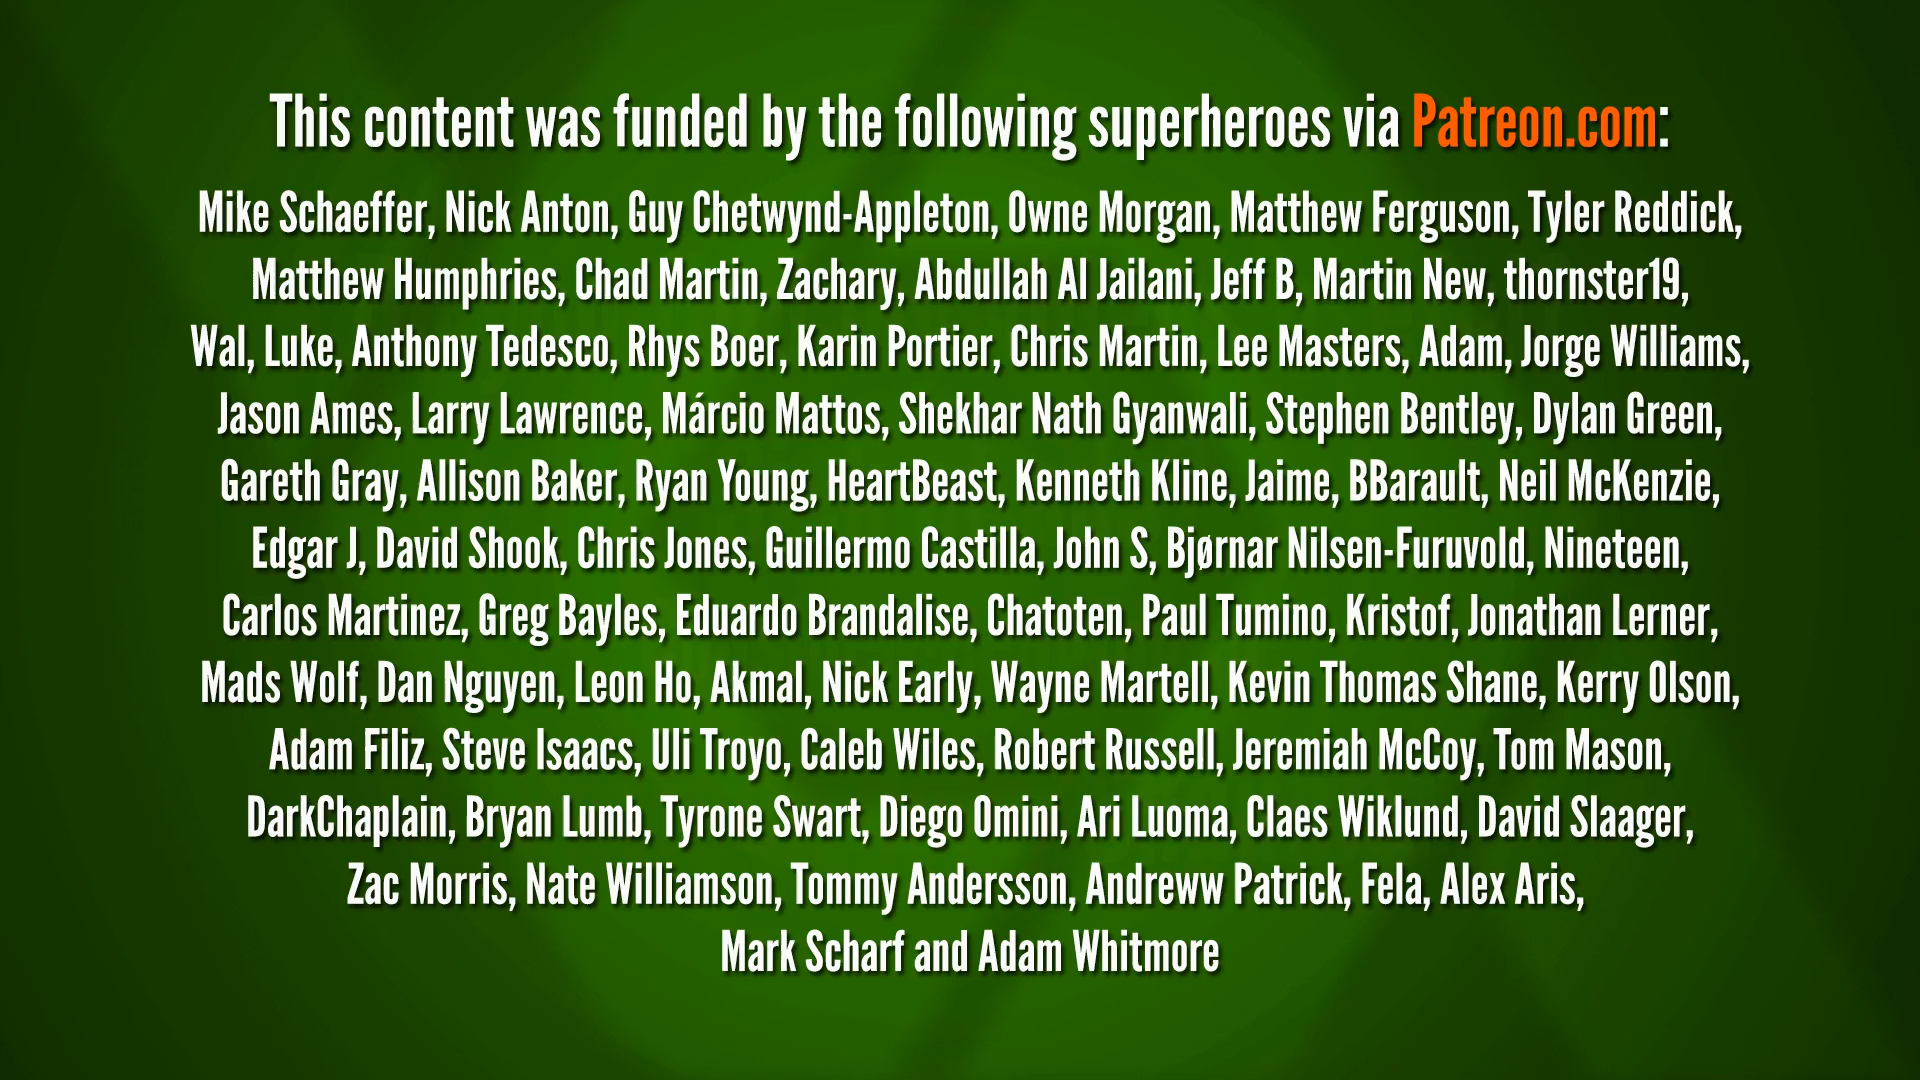 This content was funded by the following superheroes via Patreon.com:
Mike Schaeffer, Nick Anton, Guy Chetwynd-Appleton, Owne Morgan, Matthew Ferguson, Tyler Reddick,
Matthew Humphries, Chad Martin, Zachary, Abdullah Al Jailani, Jeff B, Martin New, thornster19,
Wal, Luke, Anthony Tedesco, Rhys Boer, Karin Portier, Chris Martin, Lee Masters, Adam, Jorge Williams,
Jason Ames, Larry Lawrence, Márcio Mattos, Shekhar Nath Gyanwali, Stephen Bentley, Dylan Green,
Gareth Gray, Allison Baker, Ryan Young, HeartBeast, Kenneth Kline, Jaime, BBarault, Neil McKenzie,
Edgar J, David Shook, Chris Jones, Guillermo Castilla, John S, Bjørnar Nilsen-Furuvold, Nineteen,
Carlos Martinez, Greg Bayles, Eduardo Brandalise, Chatoten, Paul Tumino, Kristof, Jonathan Lerner,
Mads Wolf, Dan Nguyen, Leon Ho, Akmal, Nick Early, Wayne Martell, Kevin Thomas Shane, Kerry Olson,
Adam Filiz, Steve Isaacs, Uli Troyo, Caleb Wiles, Robert Russell, Jeremiah McCoy, Tom Mason,
DarkChaplain, Bryan Lumb, Tyrone Swart, Diego Omini, Ari Luoma, Claes Wiklund, David Slaager,
Zac Morris, Nate Williamson, Tommy Andersson, Andreww Patrick, Fela, Alex Aris,
Mark Scharf and Adam Whitmore